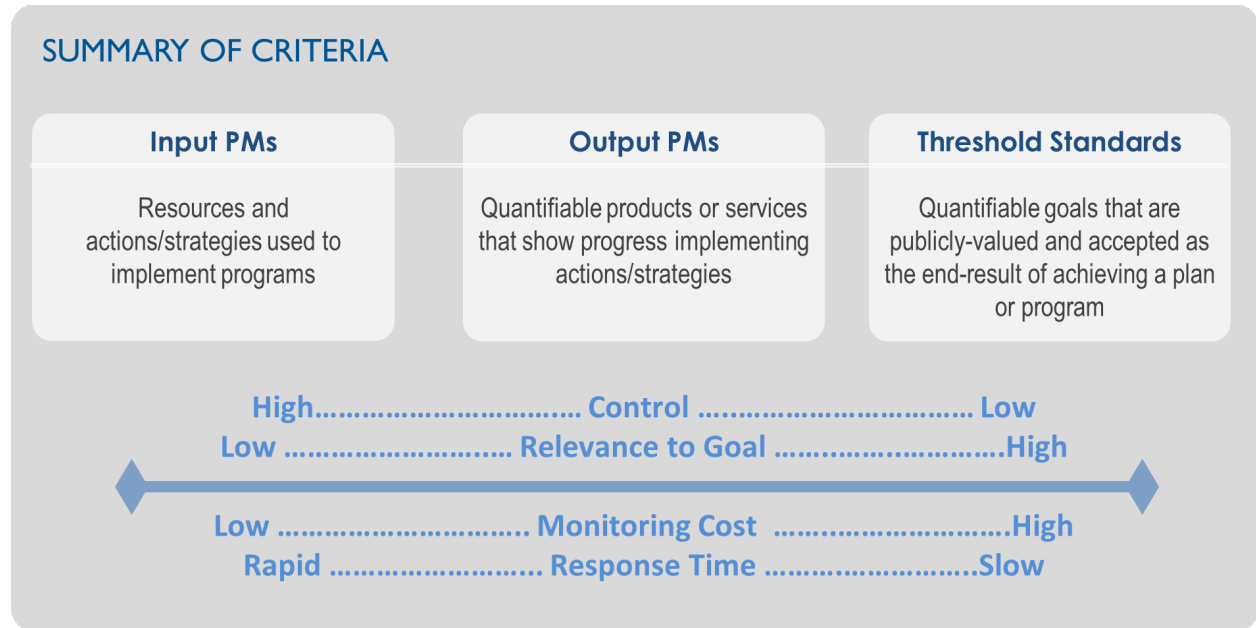 SUMMARY OF CRITERIA
Input PMs
Resources and
actions/strategies used to
implement programs
Output PMs
Quantifiable products or services
that show progress implementing
actions/strategies
Threshold Standards
Quantifiable goals that are
publicly-valued and accepted as
the end-result of achieving a plan
or program
High……………………………. Control ………………………………… Low
Low …………………………. Relevance to Goal ………………………….High
Low ………………………….. Monitoring Cost ………………………….High
Rapid ………………………... Response Time ………………………..Slow